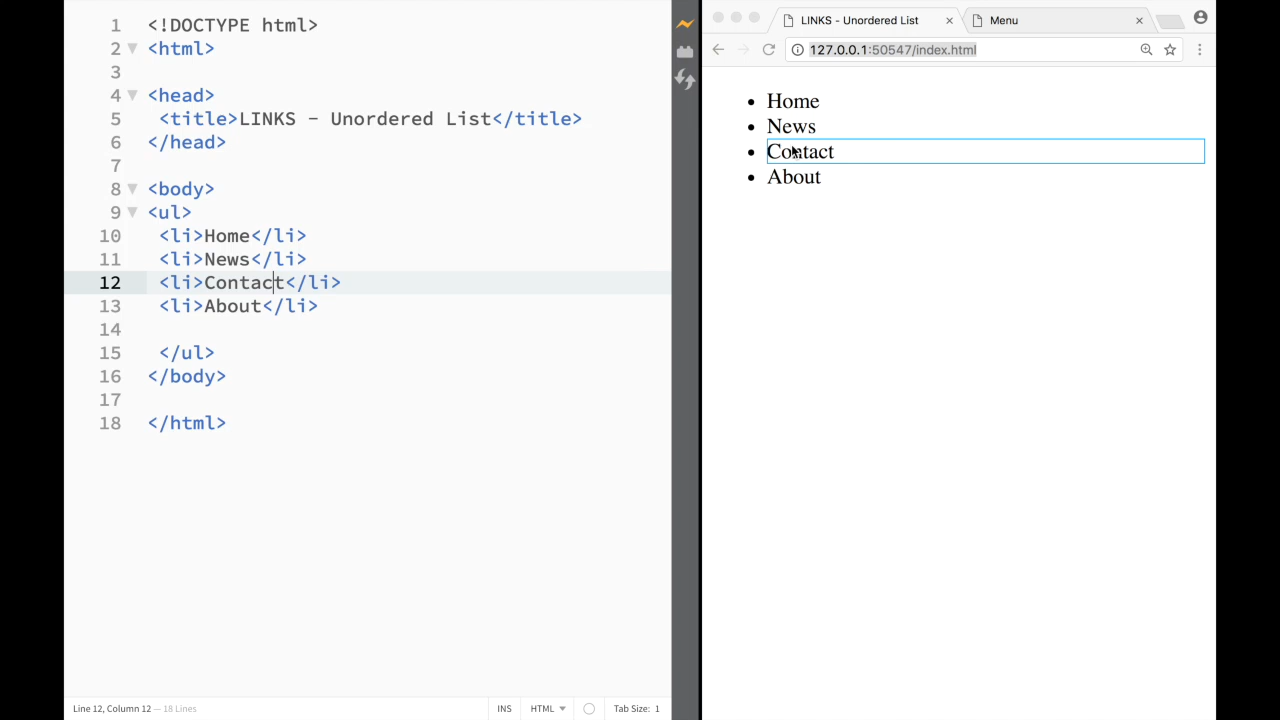 1 <!DOCTYPE html>
2 <html>
3
4 <head>
5 <title>LINKS - Unordered List</title>
6 </head>
7
8 <body>
9 <ul>
10 <li>Home</li>
11 <li>News</li>
12 <li>Contact</li>
13 <li>About</li>
14
15 </ul>
16 </body>
17
18 </html>
Line 12, Column 12 — 18 Lines
INS HTML Tab Size: 1
LINKS - Unordered List Menu
127.0.0.1:50547/index.html
• Home
• News
• Contact
• About